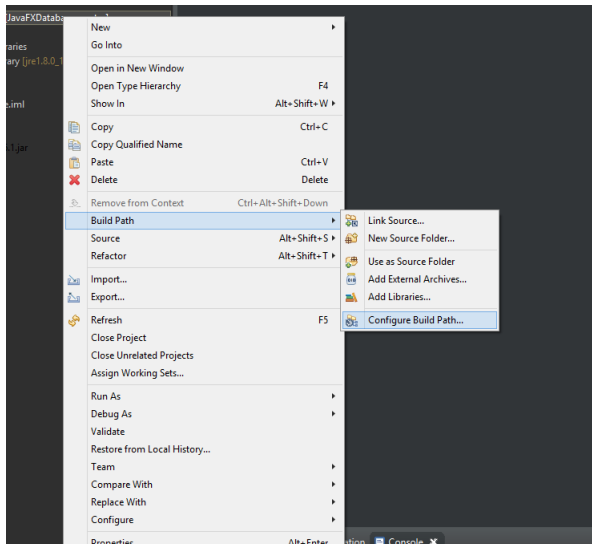 JavaFXDataba
raries
rary [jre1.8.0_1
e.iml
.1.jar
New
Go Into
Open in New Window
Open Type Hierarchy F4
Show In Alt+Shift+W
Copy Ctrl+C
Copy Qualified Name
Paste Ctrl+V
Delete Delete
Remove from Context Ctrl+Alt+Shift+Down
Build Path
Source Alt+Shift+S
Refactor Alt+Shift+T
Import...
Export...
Refresh F5
Close Project
Close Unrelated Projects
Assign Working Sets...
Run As
Debug As
Validate
Restore from Local History...
Team
Compare With
Replace With
Configure
Properties Alt+Enter
Link Source...
New Source Folder...
Use as Source Folder
Add External Archives...
Add Libraries...
Configure Build Path...
ation Console